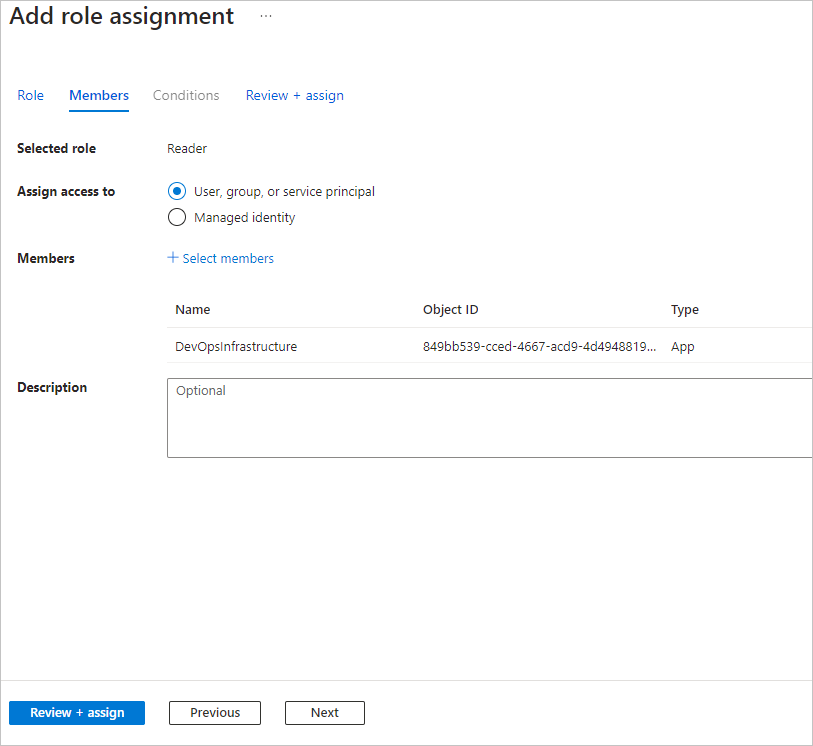 Add role assignment ...
Role Members Conditions Review + assign
Selected role Reader
Assign access to User, group, or service principal
Managed identity
Members + Select members
Name Object ID Type
DevOpsInfrastructure 849bb539-cced-4667-acd9-4d4948819... App
Description Optional
Review + assign Previous Next